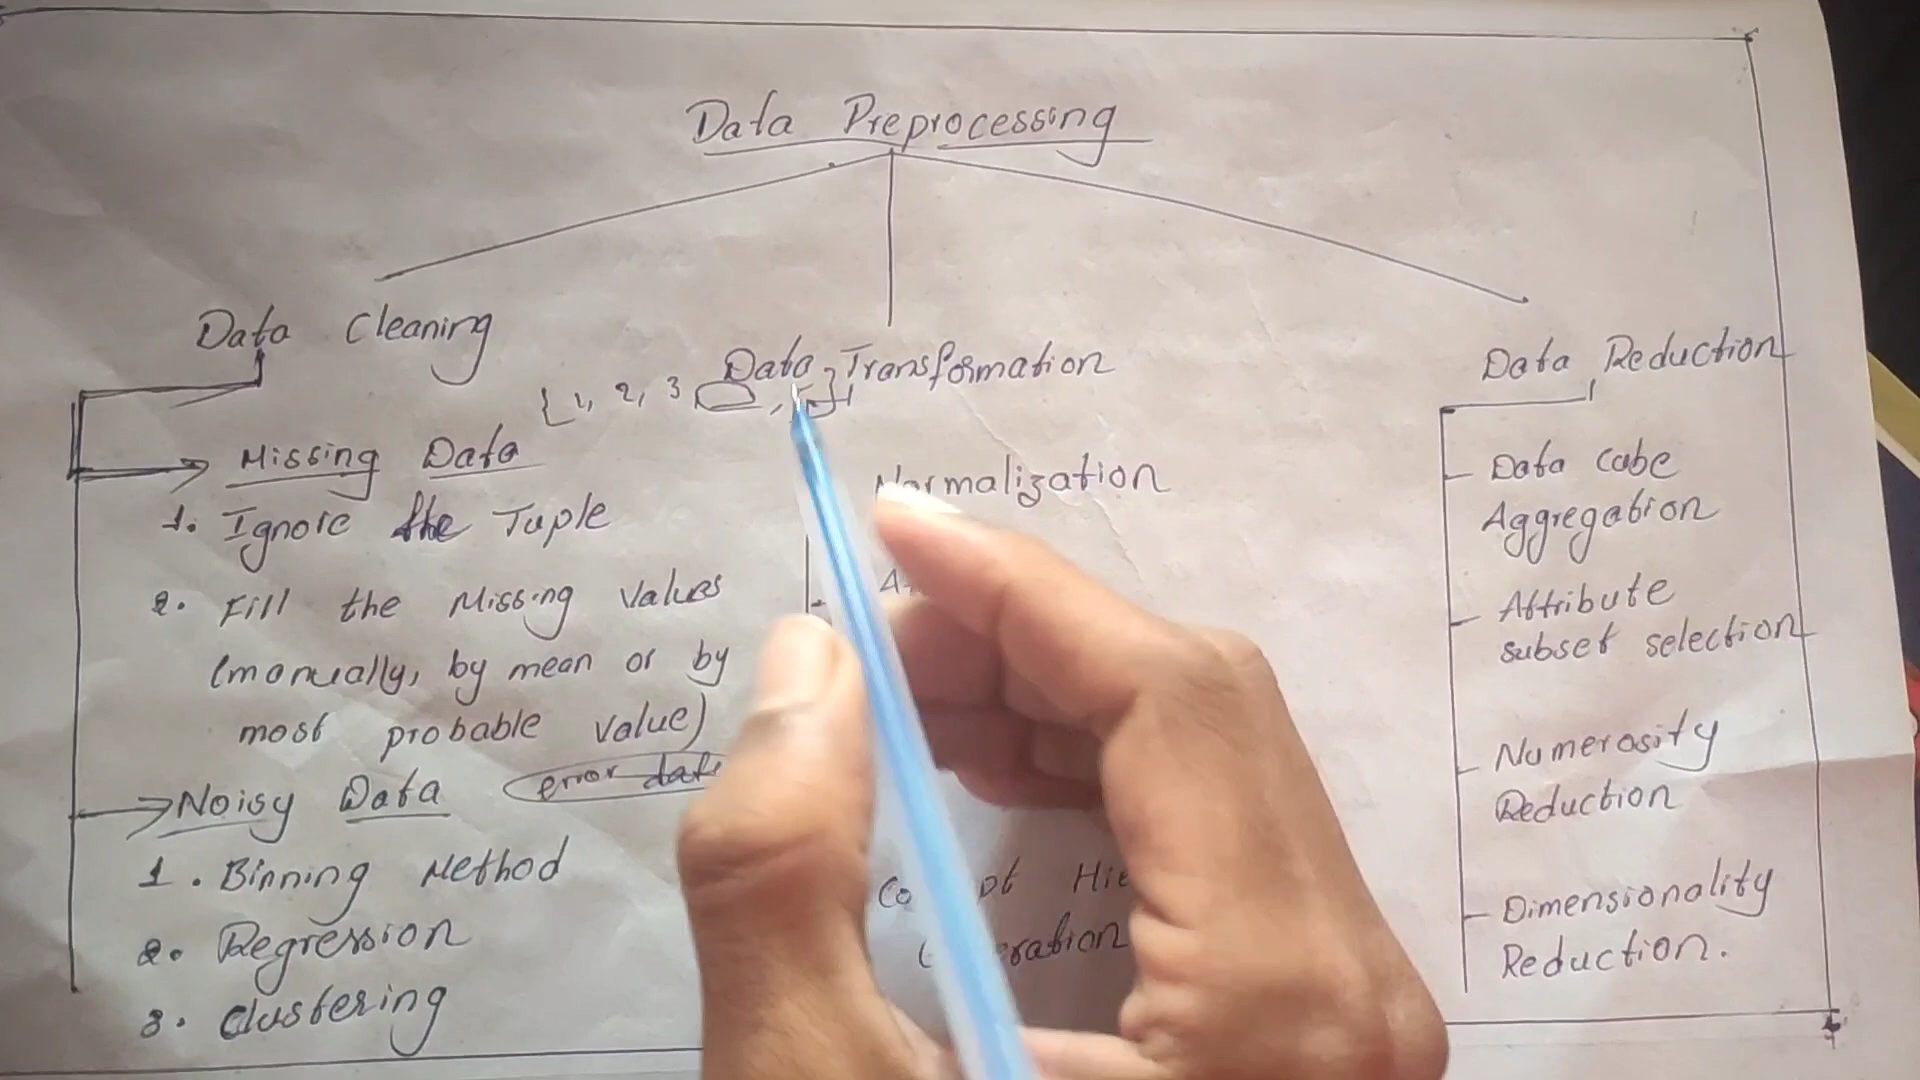 Data Preprocessing
Data Cleaning
Missing Data
1. Ignore the Tuple
2. Fill the Missing Values
(manually, by mean or by
most probable value)
Noisy Data
error data
1. Binning Method
2. Regression
3. Clustering
Data Transformation
{1, 2, 3
Normalization
Data Reduction
Data Cube
Aggregation
Attribute
subset selection
Numerosity
Reduction
Dimensionality
Reduction.